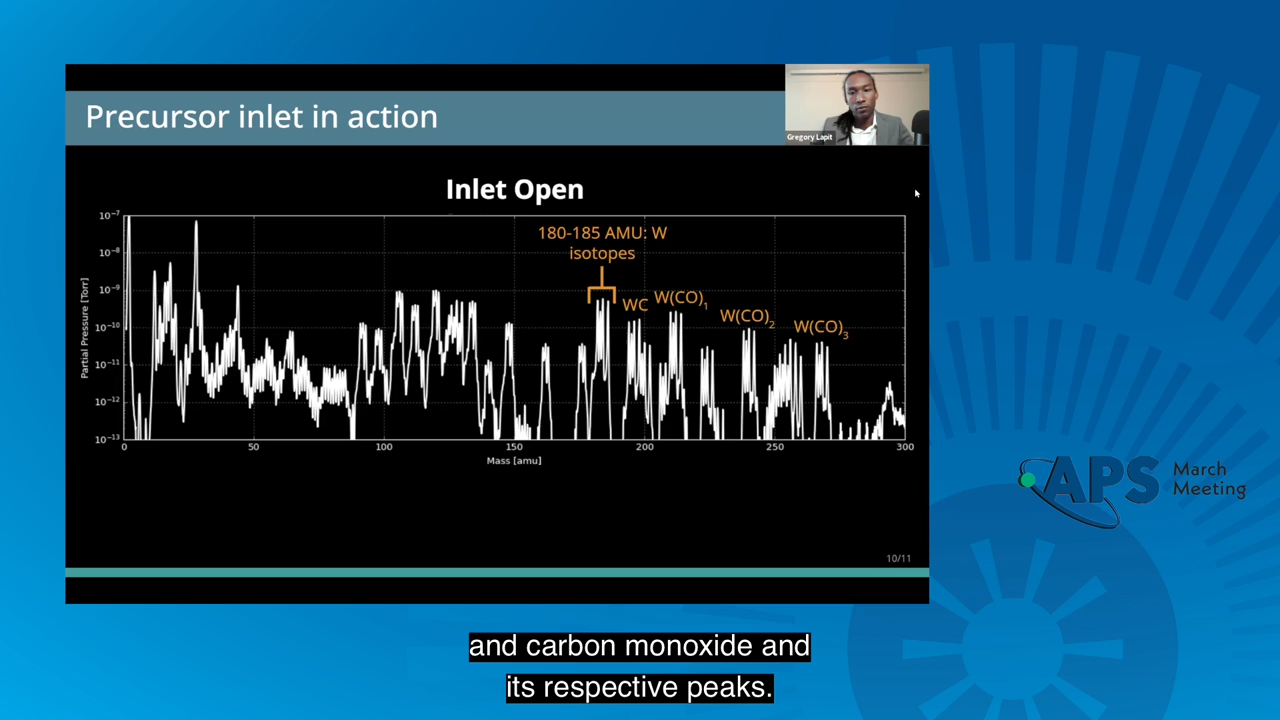 Precursor inlet in action
Gregory Lapit
Inlet Open
180-185 AMU: W
isotopes
WC
W(CO)₁
W(CO)₂
W(CO)₃
Partial Pressure [Torr]
10⁻⁷
10⁻⁸
10⁻⁹
10⁻¹⁰
10⁻¹¹
10⁻¹²
10⁻¹³
0 50 100 150 200 250 300
Mass [amu]
10/11
APS March
Meeting
and carbon monoxide and
its respective peaks.